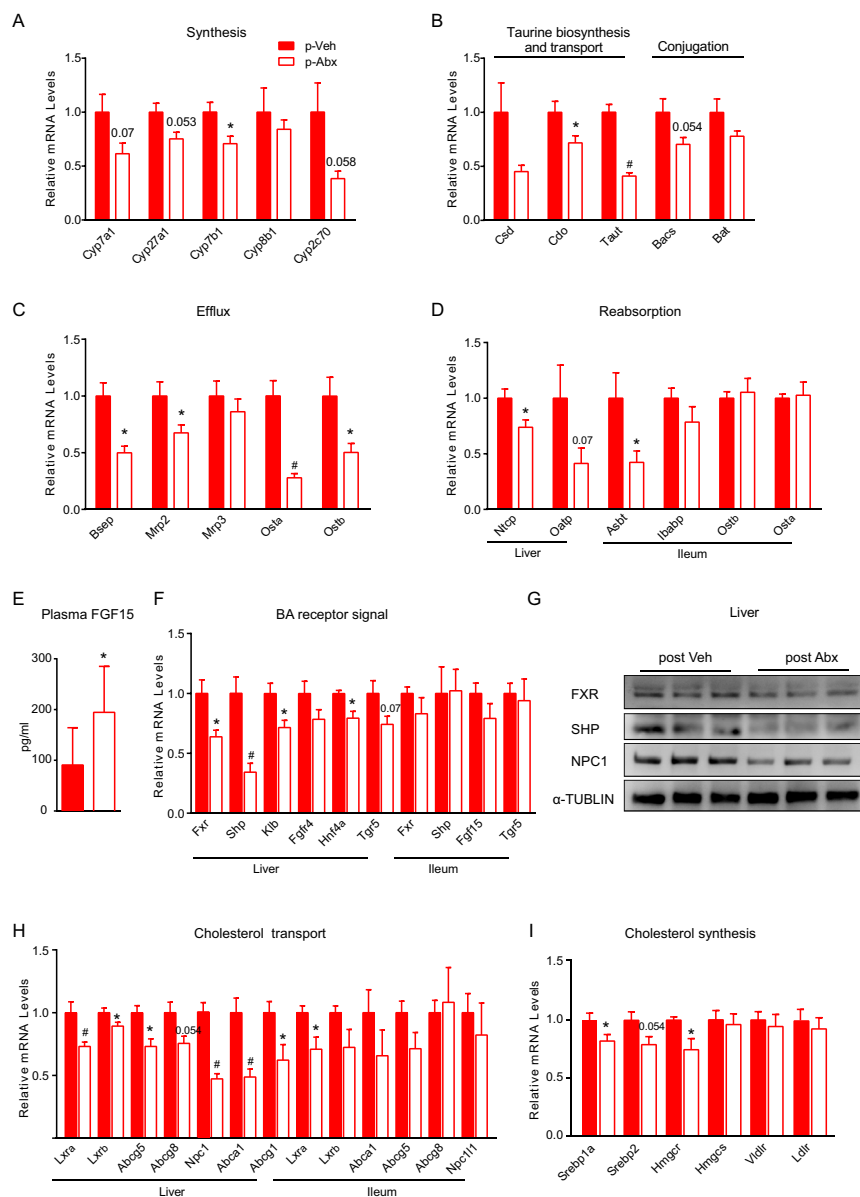 A
Synthesis
p-Veh
p-Abx
Relative mRNA Levels
1.5
1.0
0.5
0.0
0.07
0.053
*
0.058
Cyp7a1
Cyp27a1
Cyp7b1
Cyp8b1
Cyp2c70
B
Taurine biosynthesis
and transport
Conjugation
Relative mRNA Levels
1.5
1.0
0.5
0.0
*
#
0.054
Csd
Cdo
Taut
Bacs
Bat
C
Efflux
Relative mRNA Levels
1.5
1.0
0.5
0.0
*
*
#
*
Bsep
Mrp2
Mrp3
Osta
Ostb
D
Reabsorption
Relative mRNA Levels
1.5
1.0
0.5
0.0
*
0.07
*
Ntcp
Oatp
Asbt
Ibabp
Ostb
Osta
Liver
Ileum
E
Plasma FGF15
pg/ml
300
200
100
0
*
F
BA receptor signal
Relative mRNA Levels
1.5
1.0
0.5
0.0
*
#
*
*
0.07
Fxr
Shp
Klb
Fgfr4
Hnf4a
Tgr5
Fxr
Shp
Fgf15
Tgr5
Liver
Ileum
G
Liver
post Veh
post Abx
FXR
SHP
NPC1
α-TUBLIN
H
Cholesterol transport
Relative mRNA Levels
1.5
1.0
0.5
#
*
*
0.054
#
#
*
*
Lxra
Lxrb
Abcg5
Abcg8
Npc1
Abca1
Abcg1
Lxra
Lxrb
Abca1
Abcg5
Abcg8
Npc1l1
Liver
Ileum
I
Cholesterol synthesis
Relative mRNA Levels
1.5
1.0
0.5
0.0
*
0.054
*
Srebp1a
Srebp2
Hmgcr
Hmgcs
Vldlr
Ldlr